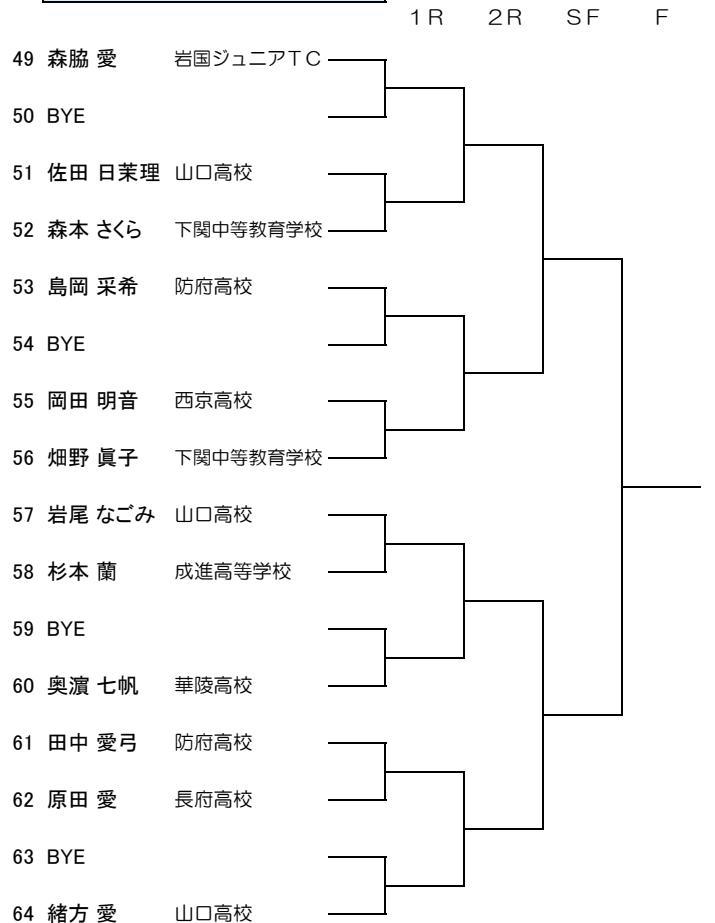 １Ｒ ２Ｒ ＳＦ Ｆ
49 森脇 愛 岩国ジュニアＴＣ
50 BYE
51 佐田 日茉理 山口高校
52 森本 さくら 下関中等教育学校
53 島岡 采希 防府高校
54 BYE
55 岡田 明音 西京高校
56 畑野 眞子 下関中等教育学校
57 岩尾 なごみ 山口高校
58 杉本 蘭 成進高等学校
59 BYE
60 奥濵 七帆 華陵高校
61 田中 愛弓 防府高校
62 原田 愛 長府高校
63 BYE
64 緒方 愛 山口高校